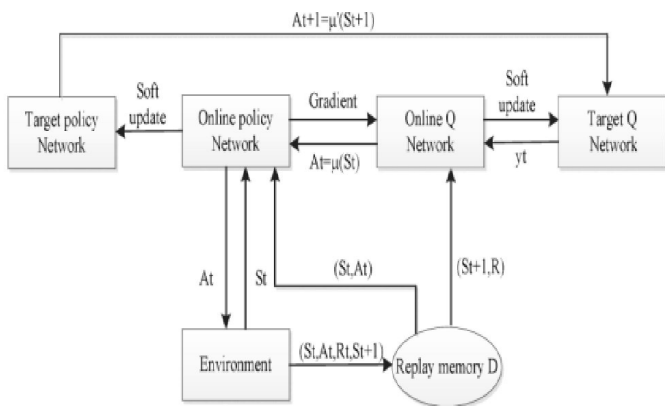 At+1=μ'(St+1)
Soft
update
Gradient
Soft
update
Target policy
Network
Online policy
Network
Online Q
Network
Target Q
Network
At=μ(St)
yt
(St,At)
(St+1,R)
At
St
(St,At,Rt,St+1)
Environment
Replay memory D